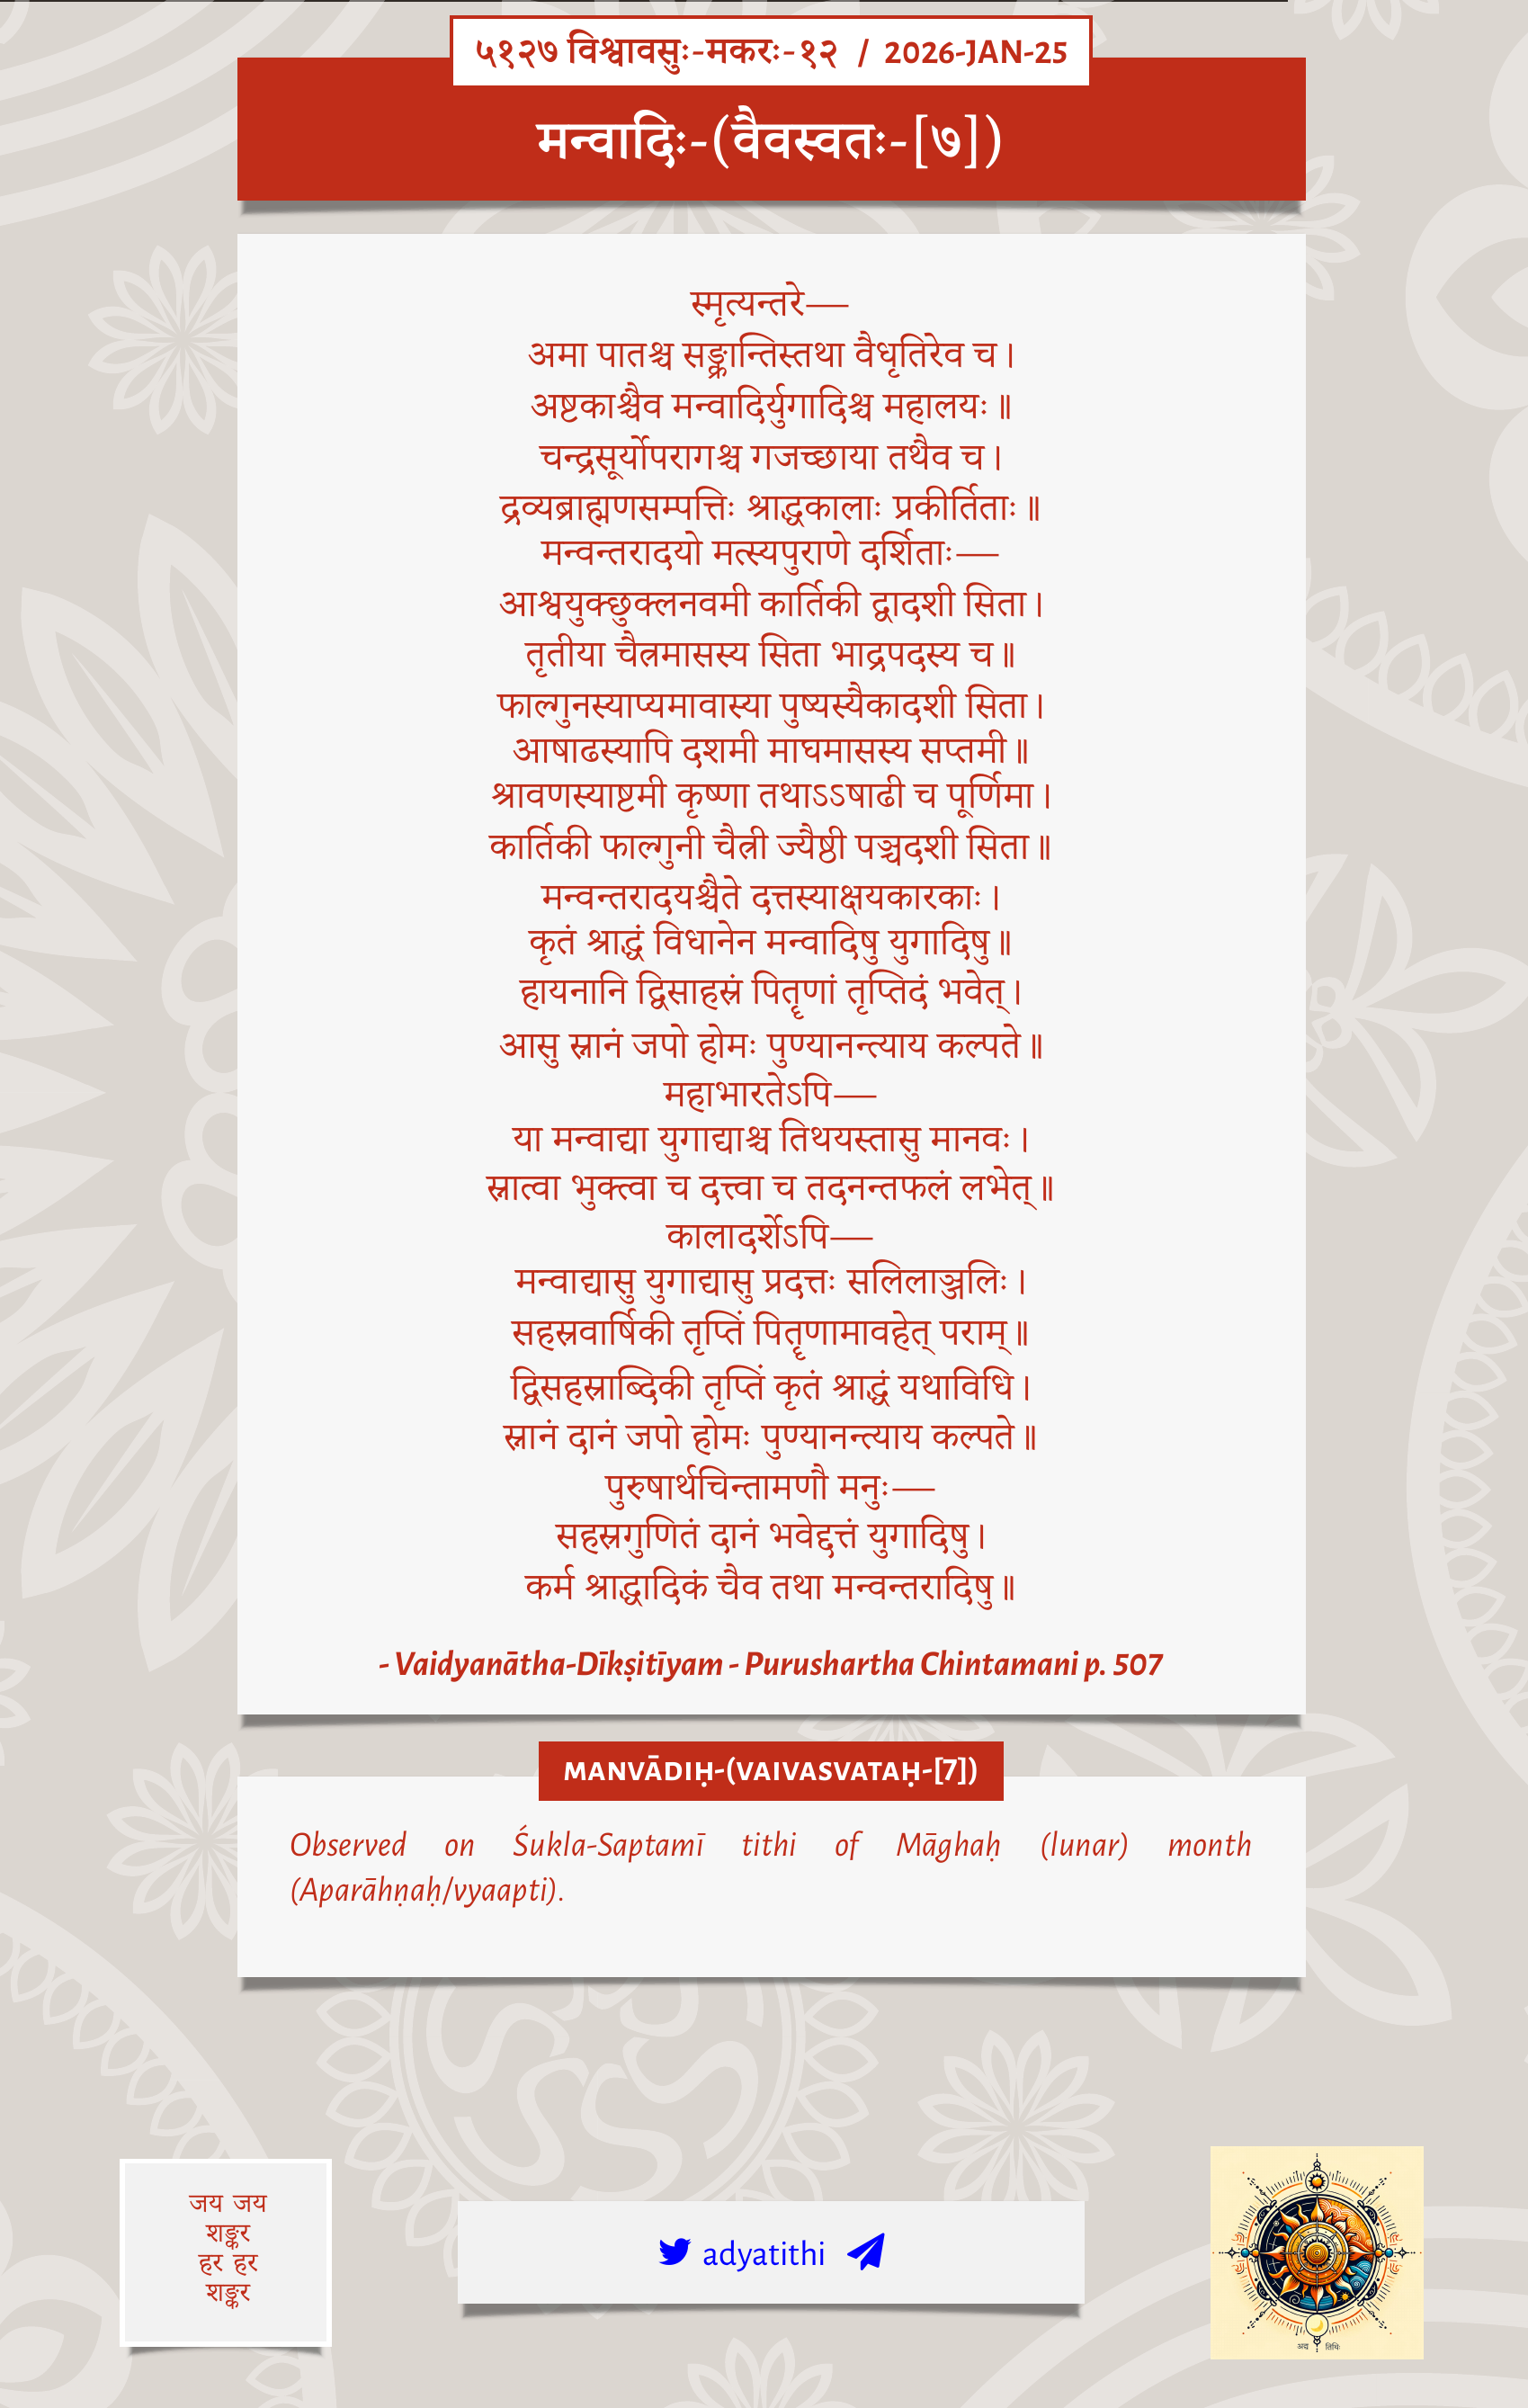 ५१२७ विश्वावसुः-मकरः-१२ / 2026-JAN-25
मन्वादिः-(वैवस्वतः-[७])
स्मृत्यन्तरे—
अमा पातश्च सङ्क्रान्तिस्तथा वैधृतिरेव च।
अष्टकाश्चैव मन्वादिर्युगादिश्च महालयः॥
चन्द्रसूर्योपरागश्च गजच्छाया तथैव च।
द्रव्यब्राह्मणसम्पत्तिः श्राद्धकालाः प्रकीर्तिताः॥
मन्वन्तरादयो मत्स्यपुराणे दर्शिताः—
आश्वयुक्छुक्लनवमी कार्तिकी द्वादशी सिता।
तृतीया चैत्रमासस्य सिता भाद्रपदस्य च॥
फाल्गुनस्याप्यमावास्या पुष्यस्यैकादशी सिता।
आषाढस्यापि दशमी माघमासस्य सप्तमी॥
श्रावणस्याष्टमी कृष्णा तथाऽऽषाढी च पूर्णिमा।
कार्तिकी फाल्गुनी चैत्री ज्यैष्ठी पञ्चदशी सिता॥
मन्वन्तरादयश्चैते दत्तस्याक्षयकारकाः।
कृतं श्राद्धं विधानेन मन्वादिषु युगादिषु॥
हायनानि द्विसाहस्रं पितॄणां तृप्तिदं भवेत्।
आसु स्नानं जपो होमः पुण्यानन्त्याय कल्पते॥
महाभारतेऽपि—
या मन्वाद्या युगाद्याश्च तिथयस्तासु मानवः।
स्नात्वा भुक्त्वा च दत्त्वा च तदनन्तफलं लभेत्॥
कालादर्शेऽपि—
मन्वाद्यासु युगाद्यासु प्रदत्तः सलिलाञ्जलिः।
सहस्रवार्षिकी तृप्तिं पितॄणामावहेत् पराम्॥
द्विसहस्राब्दिकी तृप्तिं कृतं श्राद्धं यथाविधि।
स्नानं दानं जपो होमः पुण्यानन्त्याय कल्पते॥
पुरुषार्थचिन्तामणौ मनुः—
सहस्रगुणितं दानं भवेद्दत्तं युगादिषु।
कर्म श्राद्धादिकं चैव तथा मन्वन्तरादिषु॥
- Vaidyanātha-Dīkṣitīyam - Purushartha Chintamani p. 507
MANVĀDIḤ-(VAIVASVATAḤ-[7])
Observed on Śukla-Saptamī tithi of Māghaḥ (lunar) month
(Aparāhṇaḥ/vyaapti).
जय जय
शङ्कर
हर हर
शङ्कर
adyatithi
अद्य तिथिः